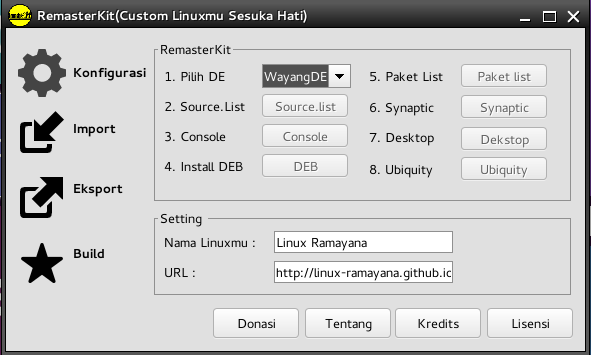 RemasterKit(Custom Linuxmu Sesuka Hati)
Konfigurasi
Import
Eksport
Build
RemasterKit
1. Pilih DE WayangDE
2. Source.List Source.list
3. Console Console
4. Install DEB DEB
5. Paket List Paket list
6. Synaptic Synaptic
7. Desktop Dekstop
8. Ubiquity Ubiquity
Setting
Nama Linuxmu : Linux Ramayana
URL : http://linux-ramayana.github.ic
Donasi Tentang Kredits Lisensi